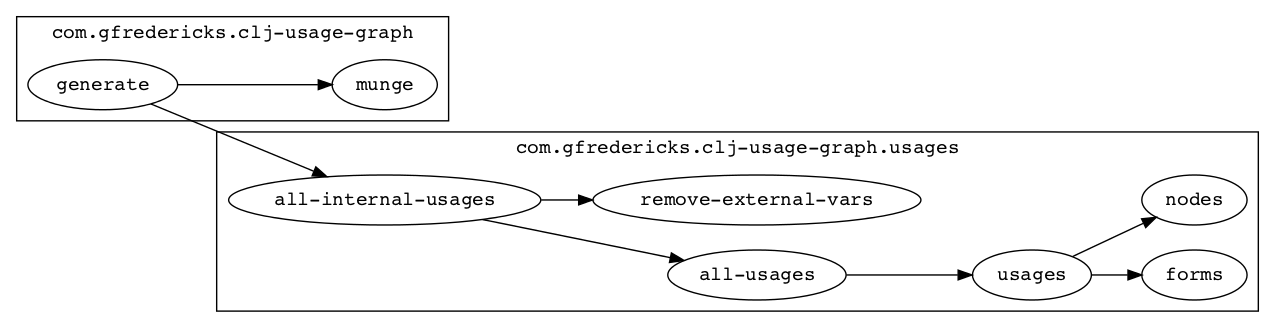 com.gfredericks.clj-usage-graph
generate
munge
com.gfredericks.clj-usage-graph.usages
all-internal-usages
remove-external-vars
nodes
all-usages
usages
forms